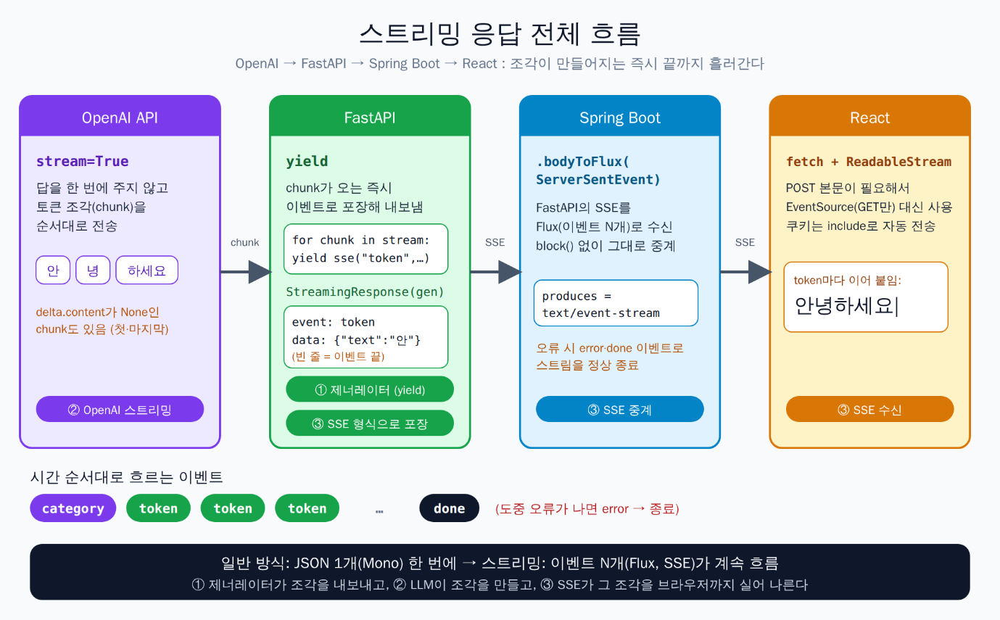 스트리밍 응답 전체 흐름
OpenAI → FastAPI → Spring Boot → React : 조각이 만들어지는 즉시 끝까지 흘러간다
OpenAI API
stream=True
답을 한 번에 주지 않고
토큰 조각(chunk)을
순서대로 전송
안
녕
하세요
delta.content가 None인
chunk도 있음 (첫·마지막)
② OpenAI 스트리밍
chunk
FastAPI
yield
chunk가 오는 즉시
이벤트로 포장해 내보냄
for chunk in stream:
yield sse("token",…)
StreamingResponse(gen)
event: token
data: {"text":"안"}
(빈 줄 = 이벤트 끝)
① 제너레이터 (yield)
③ SSE 형식으로 포장
SSE
Spring Boot
.bodyToFlux(
ServerSentEvent)
FastAPI의 SSE를
Flux(이벤트 N개)로 수신
block() 없이 그대로 중계
produces =
text/event-stream
오류 시 error·done 이벤트로
스트림을 정상 종료
③ SSE 중계
SSE
React
fetch + ReadableStream
POST 본문이 필요해서
EventSource(GET만) 대신 사용
쿠키는 include로 자동 전송
token마다 이어 붙임:
안녕하세요|
③ SSE 수신
시간 순서대로 흐르는 이벤트
category
token
token
token
…
done
(도중 오류가 나면 error → 종료)
일반 방식: JSON 1개(Mono) 한 번에 → 스트리밍: 이벤트 N개(Flux, SSE)가 계속 흐름
① 제너레이터가 조각을 내보내고, ② LLM이 조각을 만들고, ③ SSE가 그 조각을 브라우저까지 실어 나른다